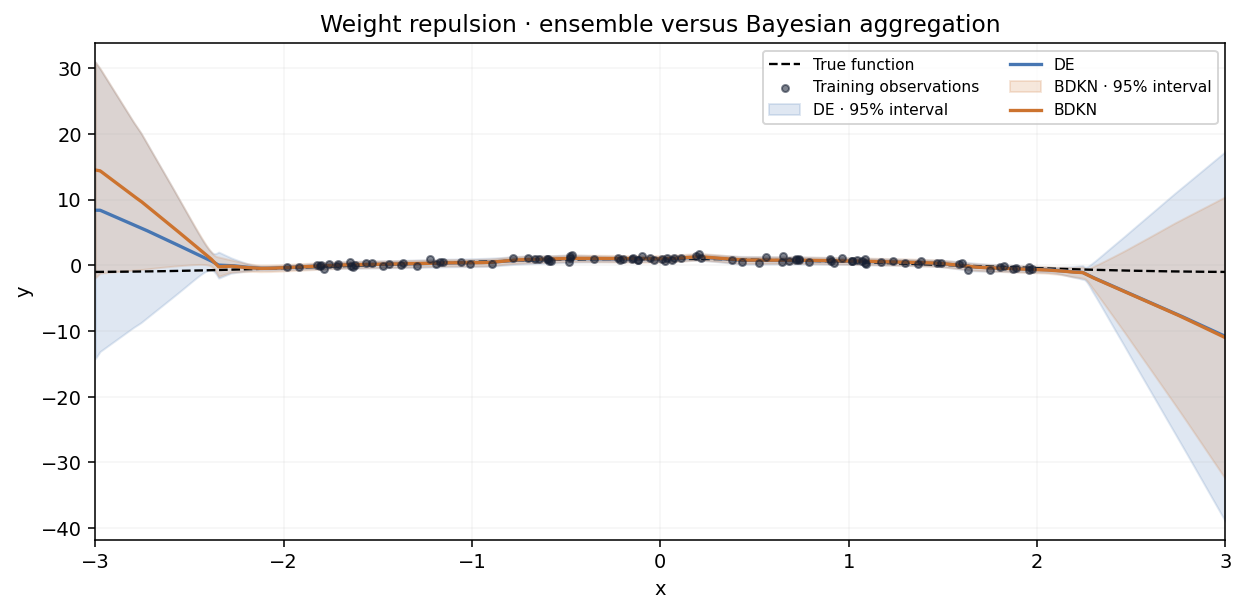 Weight repulsion · ensemble versus Bayesian aggregation
True function
Training observations
DE · 95% interval
DE
BDKN · 95% interval
BDKN
y
30
20
10
0
−10
−20
−30
−40
−3
−2
−1
0
1
2
3
x